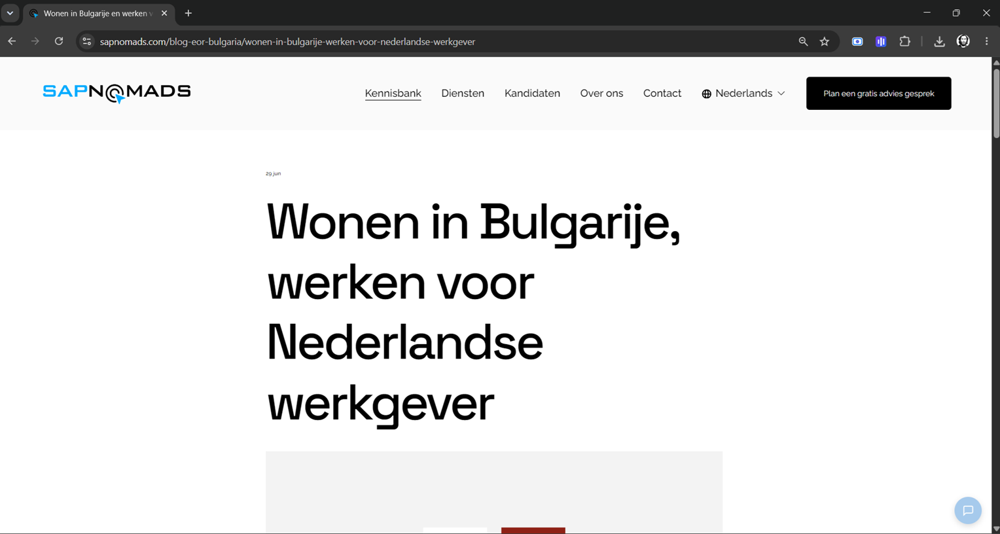 Wonen in Bulgarije en werken v
sapnomads.com/blog-eor-bulgaria/wonen-in-bulgarije-werken-voor-nederlandse-werkgever
SAPNOMADS
Kennisbank
Diensten
Kandidaten
Over ons
Contact
Nederlands
Plan een gratis advies gesprek
29 jun
Wonen in Bulgarije,
werken voor
Nederlandse
werkgever